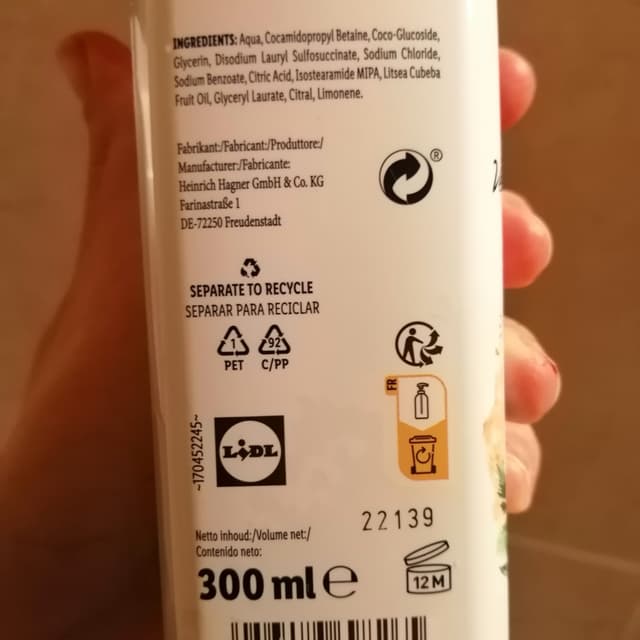 INGREDIENTS: Aqua, Cocamidopropyl Betaine, Coco-Glucoside,
Glycerin, Disodium Lauryl Sulfosuccinate, Sodium Chloride,
Sodium Benzoate, Citric Acid, Isostearamide MIPA, Litsea Cubeba
Fruit Oil, Glyceryl Laurate, Citral, Limonene.
Fabrikant:/Fabricant:/Produttore:/
Manufacturer:/Fabricante:
Heinrich Hagner GmbH & Co. KG
Farinastraße 1
DE-72250 Freudenstadt
®
SEPARATE TO RECYCLE
SEPARAR PARA RECICLAR
1 92
PET C/PP
FR
~170452245~
LIDL
22139
Netto inhoud:/Volume net:/
Contenido neto:
300 ml ℮
12 M